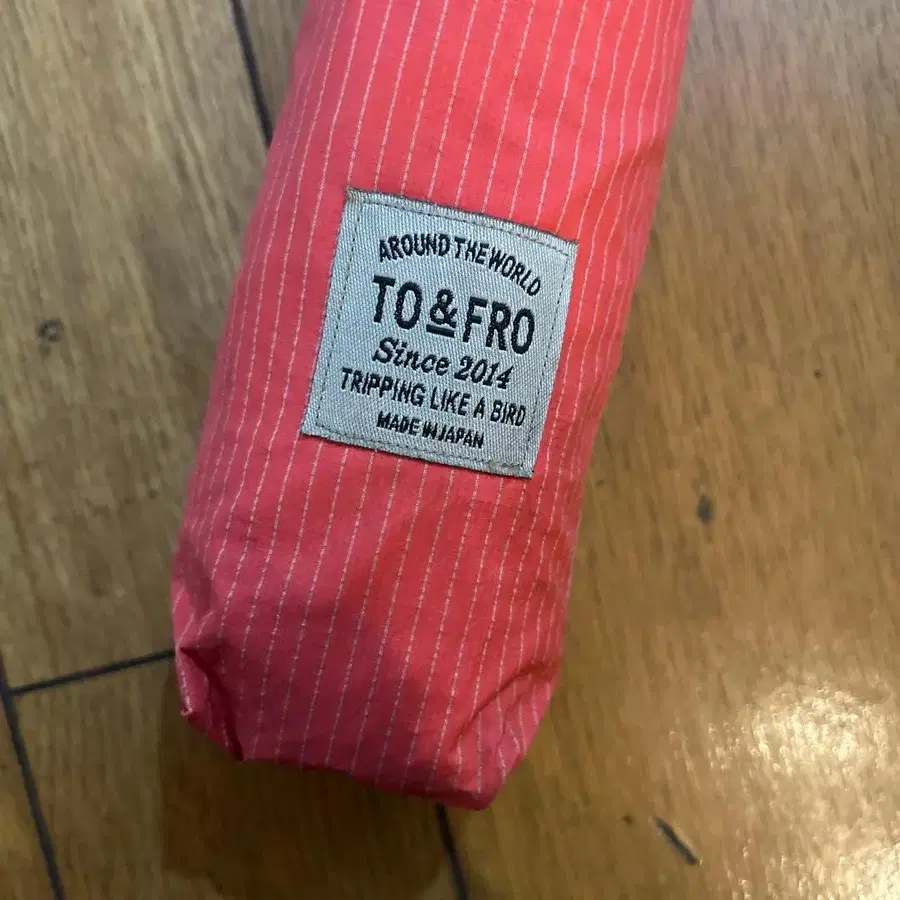 AROUND THE WORLD
TO & FRO
Since 2014
TRIPPING LIKE A BIRD
MADE IN JAPAN